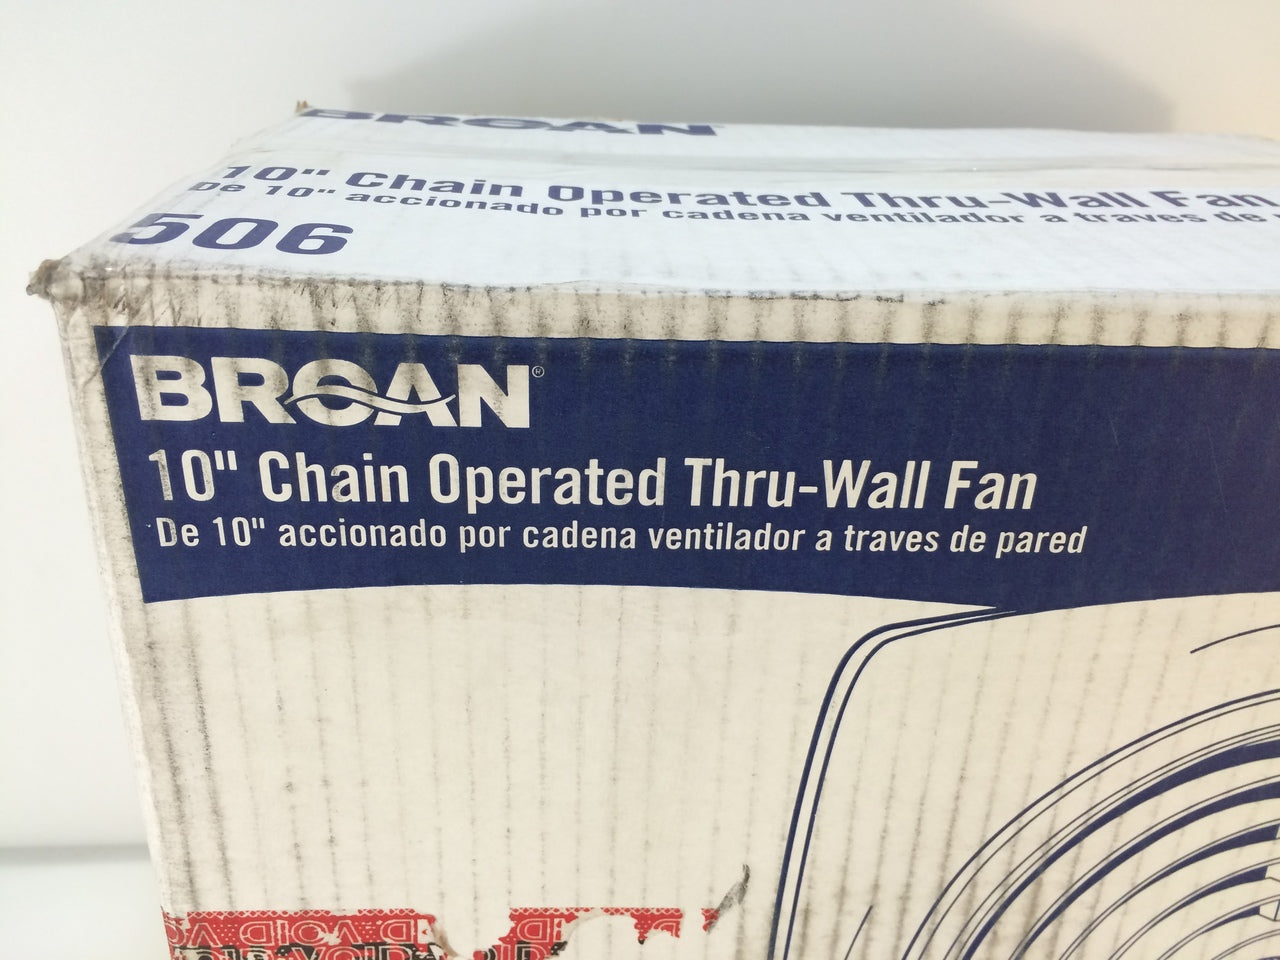 BROAN
10" Chain Operated Thru-Wall Fan
De 10" accionado por cadena ventilador a traves de
506
BROAN®
10" Chain Operated Thru-Wall Fan
De 10" accionado por cadena ventilador a traves de pared
VOID